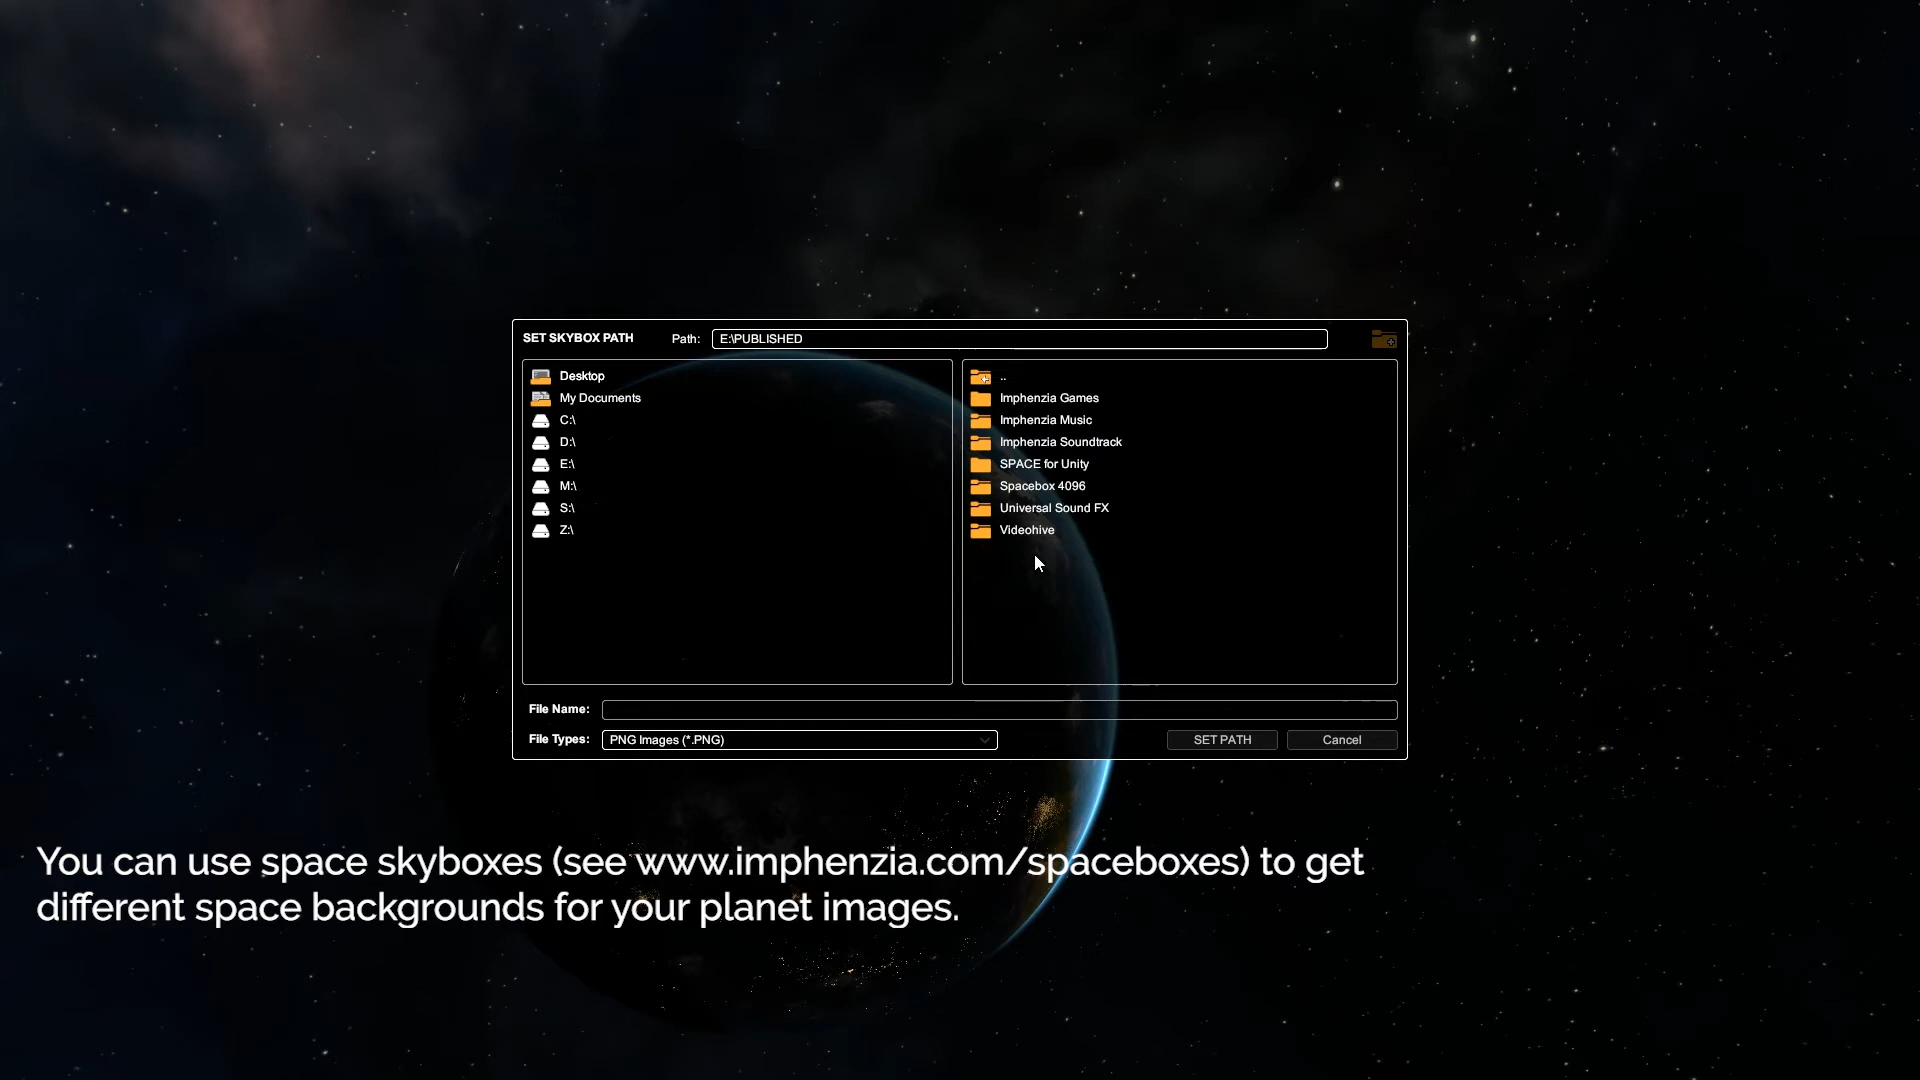 SET SKYBOX PATH
Path:
E:\PUBLISHED
Desktop
My Documents
C:\
D:\
E:\
M:\
S:\
Z:\
..
Imphenzia Games
Imphenzia Music
Imphenzia Soundtrack
SPACE for Unity
Spacebox 4096
Universal Sound FX
Videohive
File Name:
File Types:
PNG Images (*.PNG)
SET PATH
Cancel
You can use space skyboxes (see www.imphenzia.com/spaceboxes) to get
different space backgrounds for your planet images.